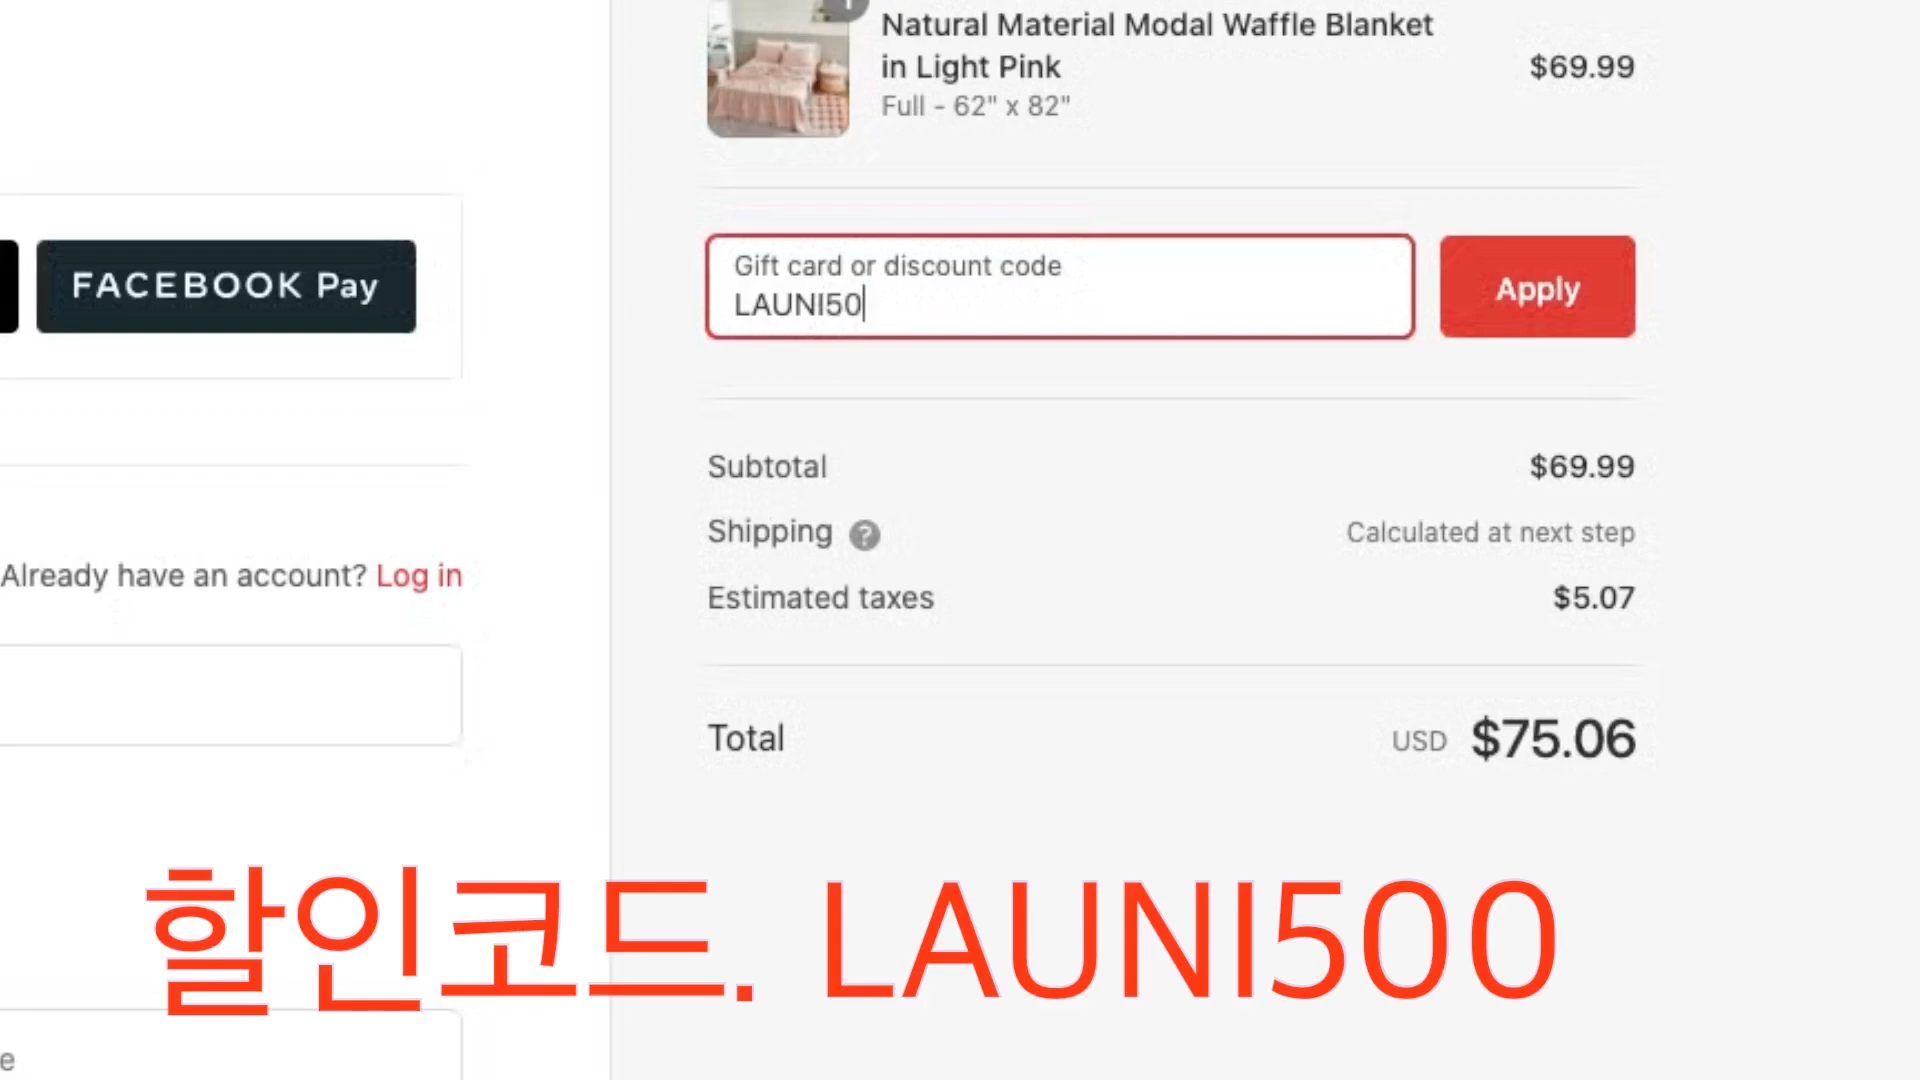 Natural Material Modal Waffle Blanket
in Light Pink
$69.99
Full - 62" x 82"
FACEBOOK Pay
Gift card or discount code
LAUNI50
Apply
Subtotal
$69.99
Shipping ?
Calculated at next step
Already have an account? Log in
Estimated taxes
$5.07
Total
USD $75.06
할인코드. LAUNI500
e